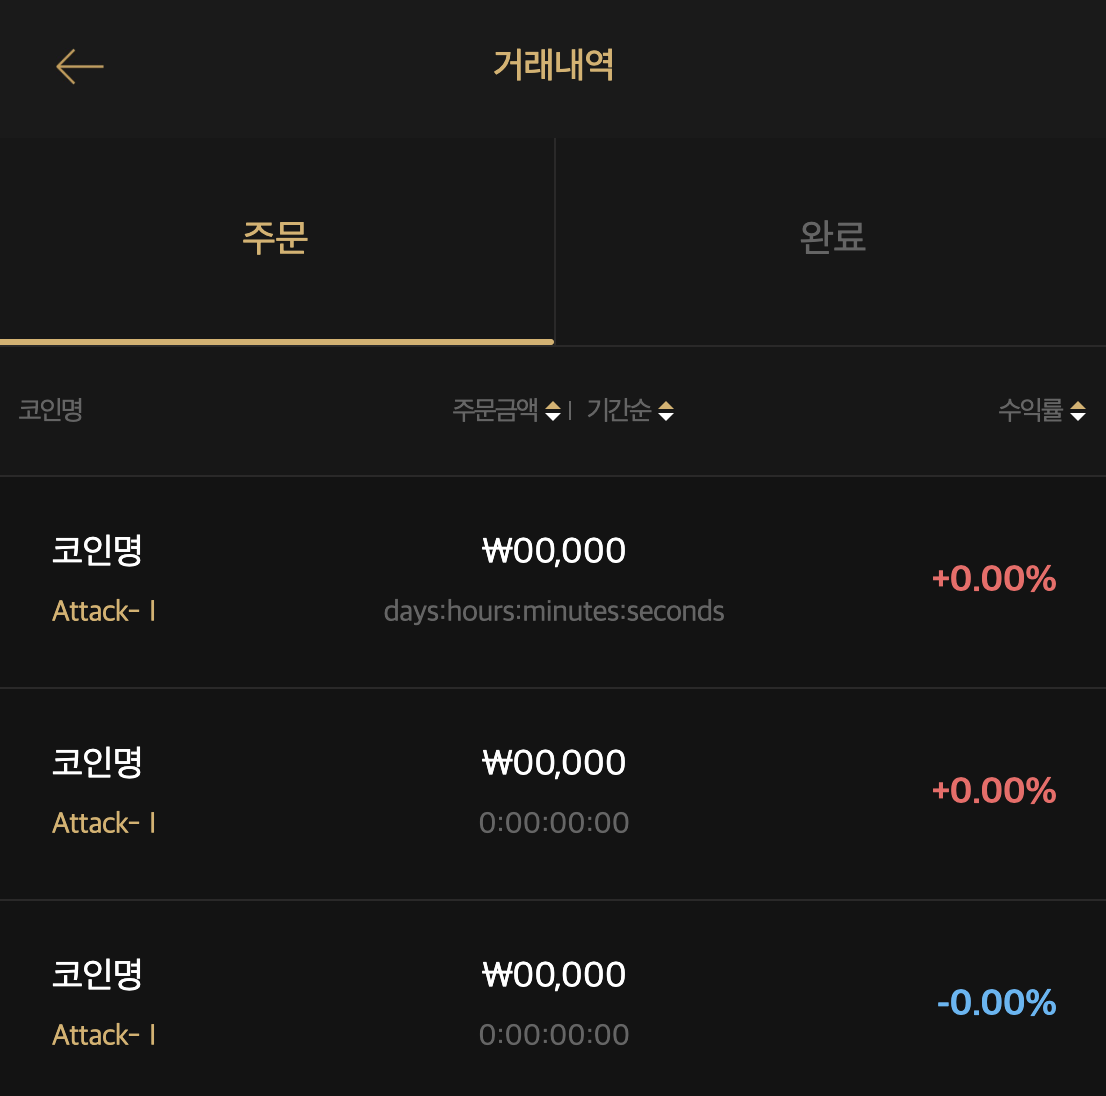 거래내역
주문 완료
코인명 주문금액 | 기간순 수익률
코인명 ₩00,000 +0.00%
Attack- I days:hours:minutes:seconds
코인명 ₩00,000 +0.00%
Attack- I 0:00:00:00
코인명 ₩00,000 -0.00%
Attack- I 0:00:00:00